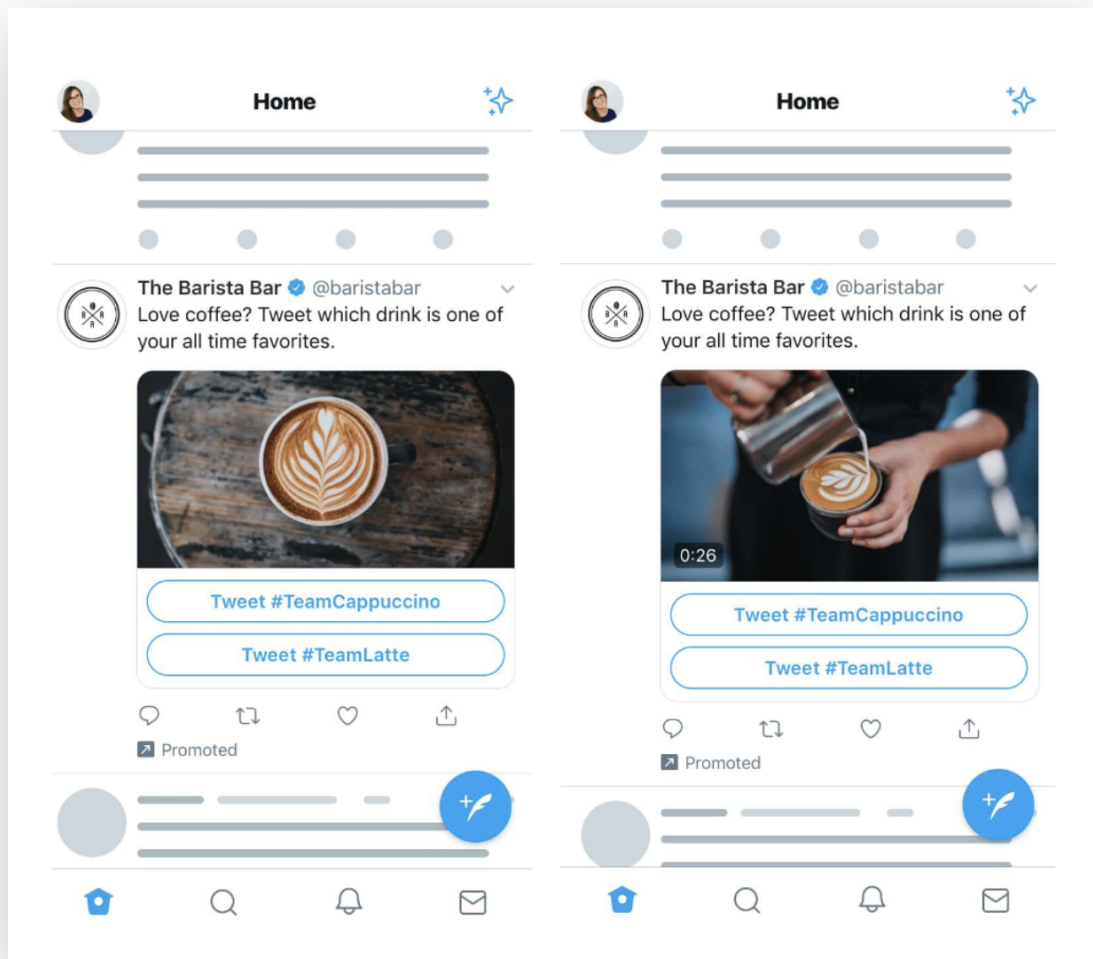 Home
The Barista Bar @baristabar
Love coffee? Tweet which drink is one of
your all time favorites.
Tweet #TeamCappuccino
Tweet #TeamLatte
Promoted
Home
The Barista Bar @baristabar
Love coffee? Tweet which drink is one of
your all time favorites.
0:26
Tweet #TeamCappuccino
Tweet #TeamLatte
Promoted